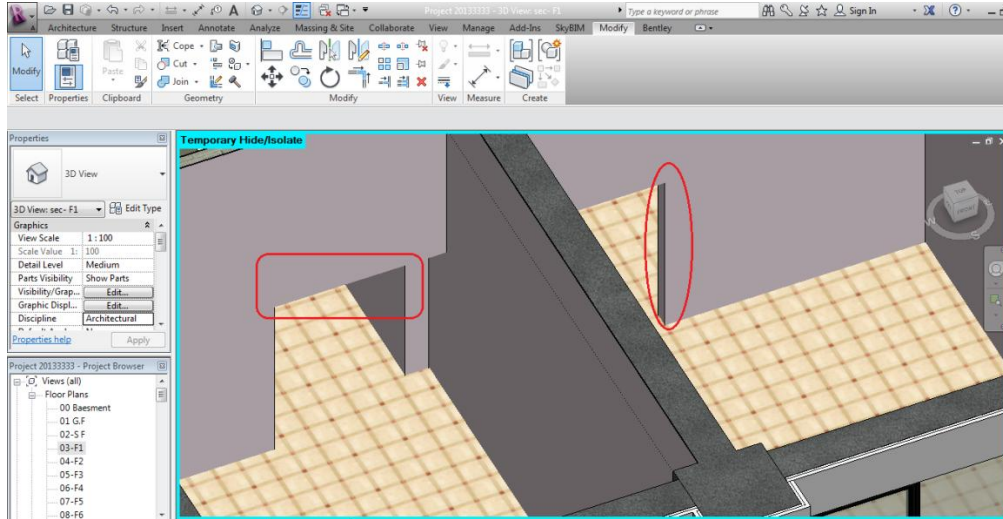 Project 20133333 - 3D View: sec- F1
Type a keyword or phrase
Sign In
Architecture Structure Insert Annotate Analyze Massing & Site Collaborate View Manage Add-Ins SkyBIM Modify Bentley
Modify
Paste
Cope
Cut
Join
Select Properties Clipboard Geometry Modify View Measure Create
Properties
Temporary Hide/Isolate
3D View
3D View: sec- F1 Edit Type
Graphics
View Scale 1 : 100
Scale Value 1: 100
Detail Level Medium
Parts Visibility Show Parts
Visibility/Grap... Edit...
Graphic Displ... Edit...
Discipline Architectural
Properties help Apply
Project 20133333 - Project Browser
Views (all)
Floor Plans
00 Baesment
01 G.F
02-S F
03-F1
04-F2
05-F3
06-F4
07-F5
08-F6
TOP
FRONT
W
S